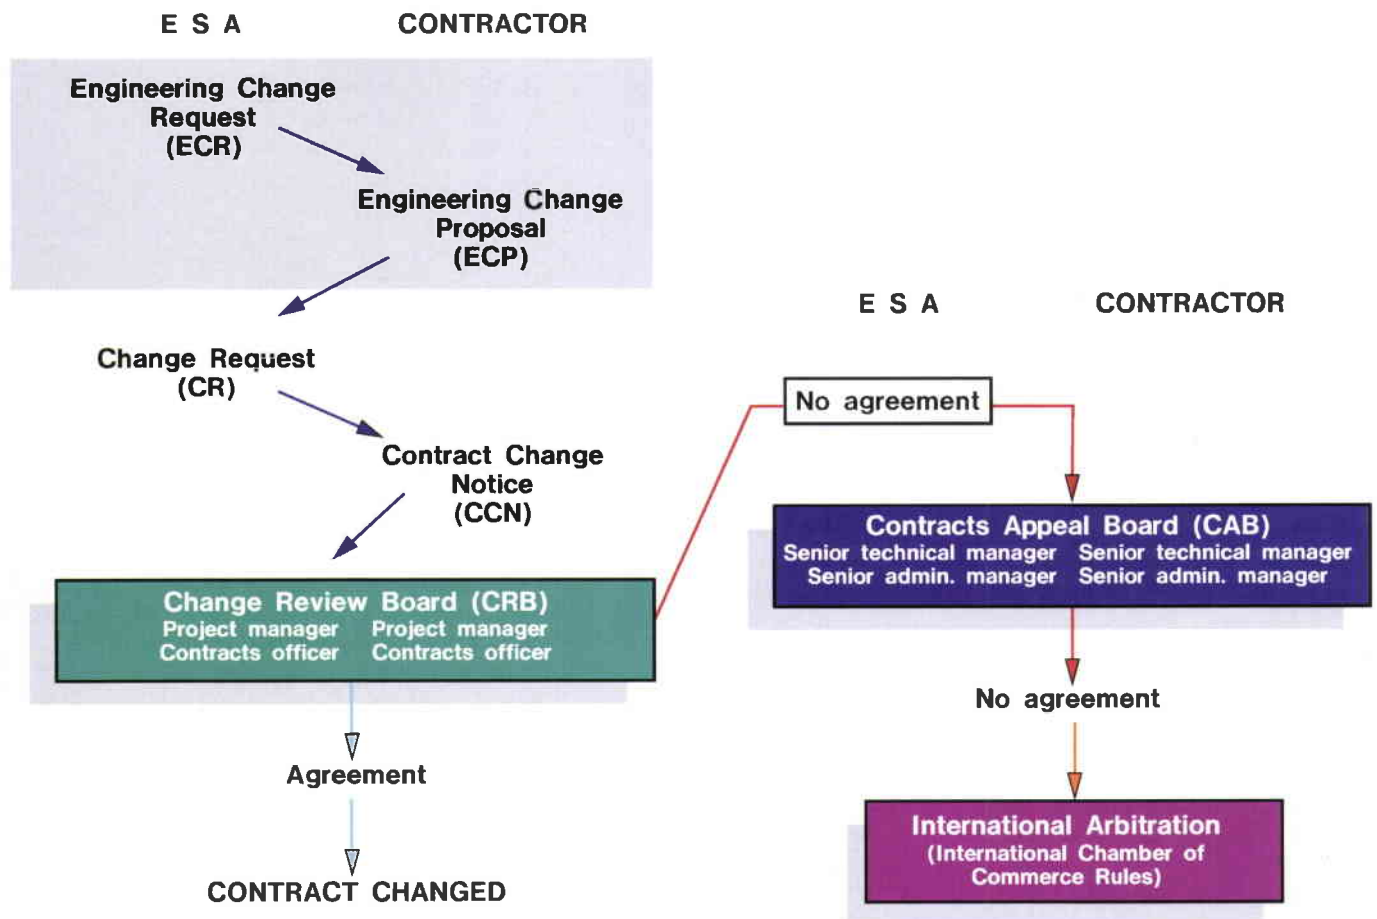 E S A CONTRACTOR
Engineering Change
Request
(ECR)
Engineering Change
Proposal
(ECP)
Change Request
(CR)
Contract Change
Notice
(CCN)
Change Review Board (CRB)
Project manager Project manager
Contracts officer Contracts officer
Agreement
CONTRACT CHANGED
E S A CONTRACTOR
No agreement
Contracts Appeal Board (CAB)
Senior technical manager Senior technical manager
Senior admin. manager Senior admin. manager
No agreement
International Arbitration
(International Chamber of
Commerce Rules)